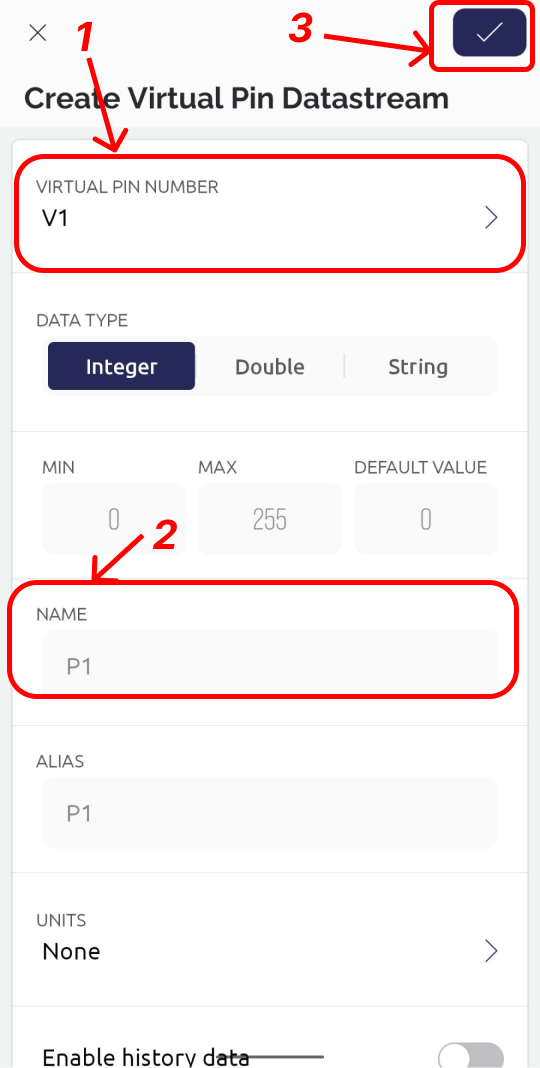 1
3
Create Virtual Pin Datastream
VIRTUAL PIN NUMBER
V1
DATA TYPE
Integer Double String
MIN MAX DEFAULT VALUE
0 255 0
2
NAME
P1
ALIAS
P1
UNITS
None
Enable history data